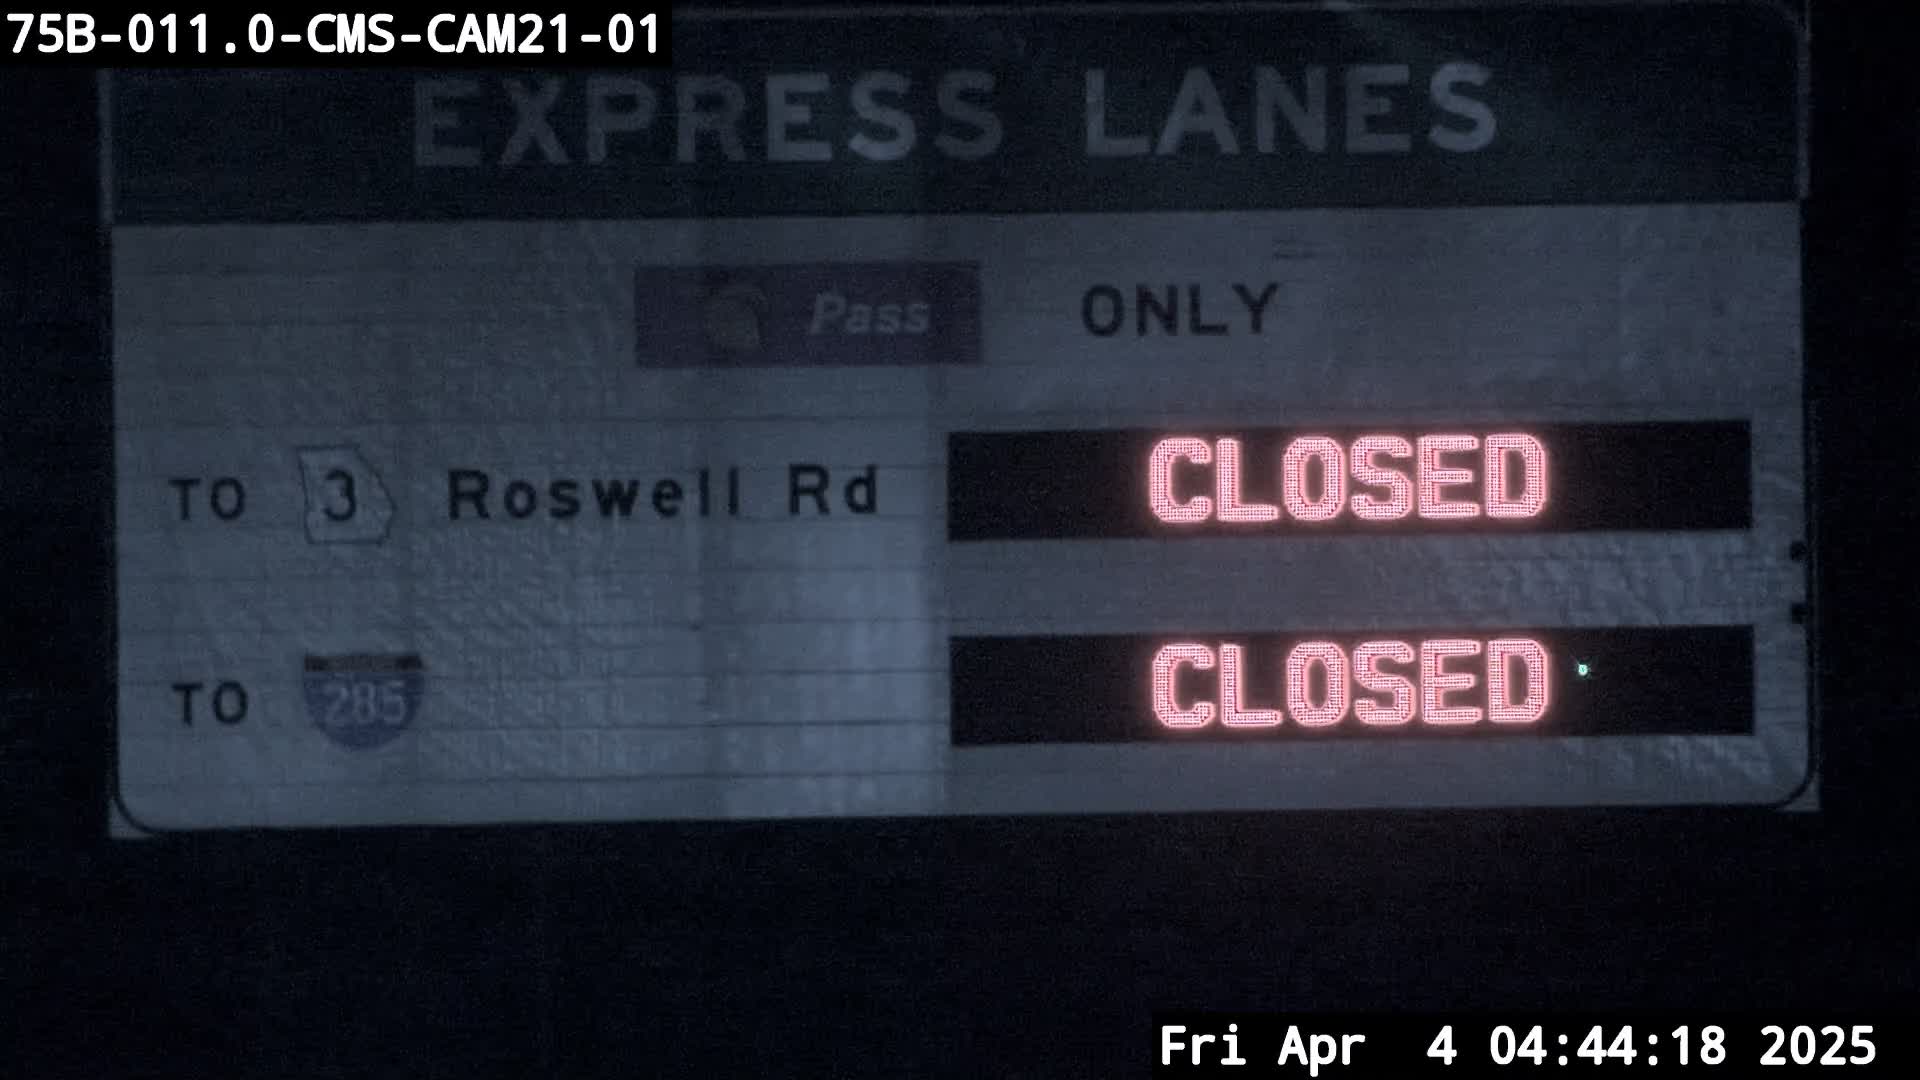 75B-011.0-CMS-CAM21-01
EXPRESS LANES
Pass ONLY
TO 3 Roswell Rd CLOSED
TO 285 CLOSED
Fri Apr 4 04:44:18 2025